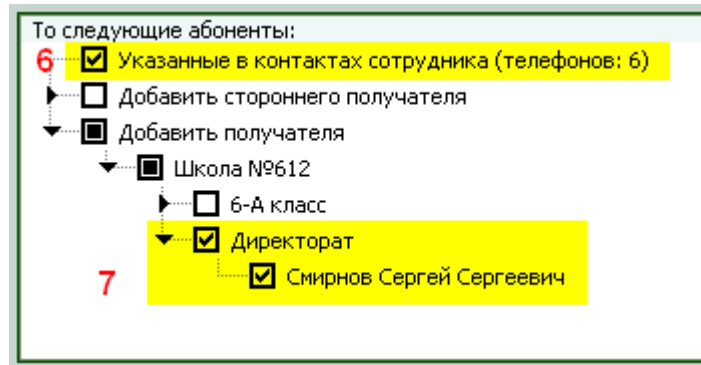 То следующие абоненты:
6 Указанные в контактах сотрудника (телефонов: 6)
Добавить стороннего получателя
Добавить получателя
Школа №612
6-А класс
Директорат
7 Смирнов Сергей Сергеевич